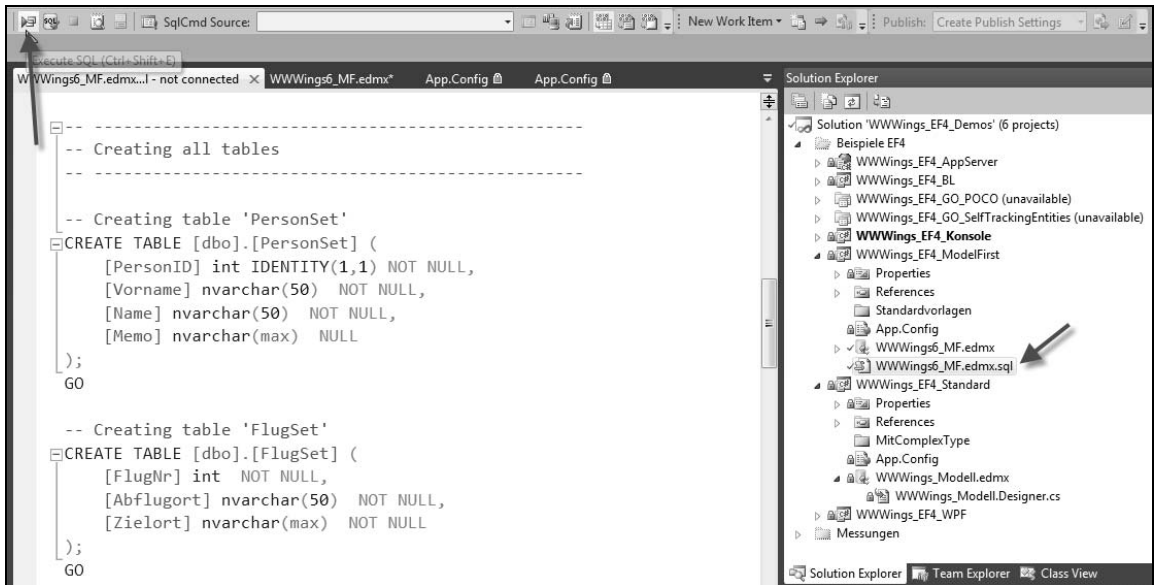 SqlCmd Source:
New Work Item
Publish: Create Publish Settings
Execute SQL (Ctrl+Shift+E)
WWWings6_MF.edmx...l - not connected
WWWings6_MF.edmx*
App.Config
App.Config
-- ------------------------------------------------
-- Creating all tables
-- ------------------------------------------------
-- Creating table 'PersonSet'
CREATE TABLE [dbo].[PersonSet] (
[PersonID] int IDENTITY(1,1) NOT NULL,
[Vorname] nvarchar(50)  NOT NULL,
[Name] nvarchar(50)  NOT NULL,
[Memo] nvarchar(max)  NULL
);
GO
-- Creating table 'FlugSet'
CREATE TABLE [dbo].[FlugSet] (
[FlugNr] int  NOT NULL,
[Abflugort] nvarchar(50)  NOT NULL,
[Zielort] nvarchar(max)  NOT NULL
);
GO
Solution Explorer
Solution 'WWWings_EF4_Demos' (6 projects)
Beispiele EF4
WWWings_EF4_AppServer
WWWings_EF4_BL
WWWings_EF4_GO_POCO (unavailable)
WWWings_EF4_GO_SelfTrackingEntities (unavailable)
WWWings_EF4_Konsole
WWWings_EF4_ModelFirst
Properties
References
Standardvorlagen
App.Config
WWWings6_MF.edmx
WWWings6_MF.edmx.sql
WWWings_EF4_Standard
Properties
References
MitComplexType
App.Config
WWWings_Modell.edmx
WWWings_Modell.Designer.cs
WWWings_EF4_WPF
Messungen
Solution Explorer
Team Explorer
Class View